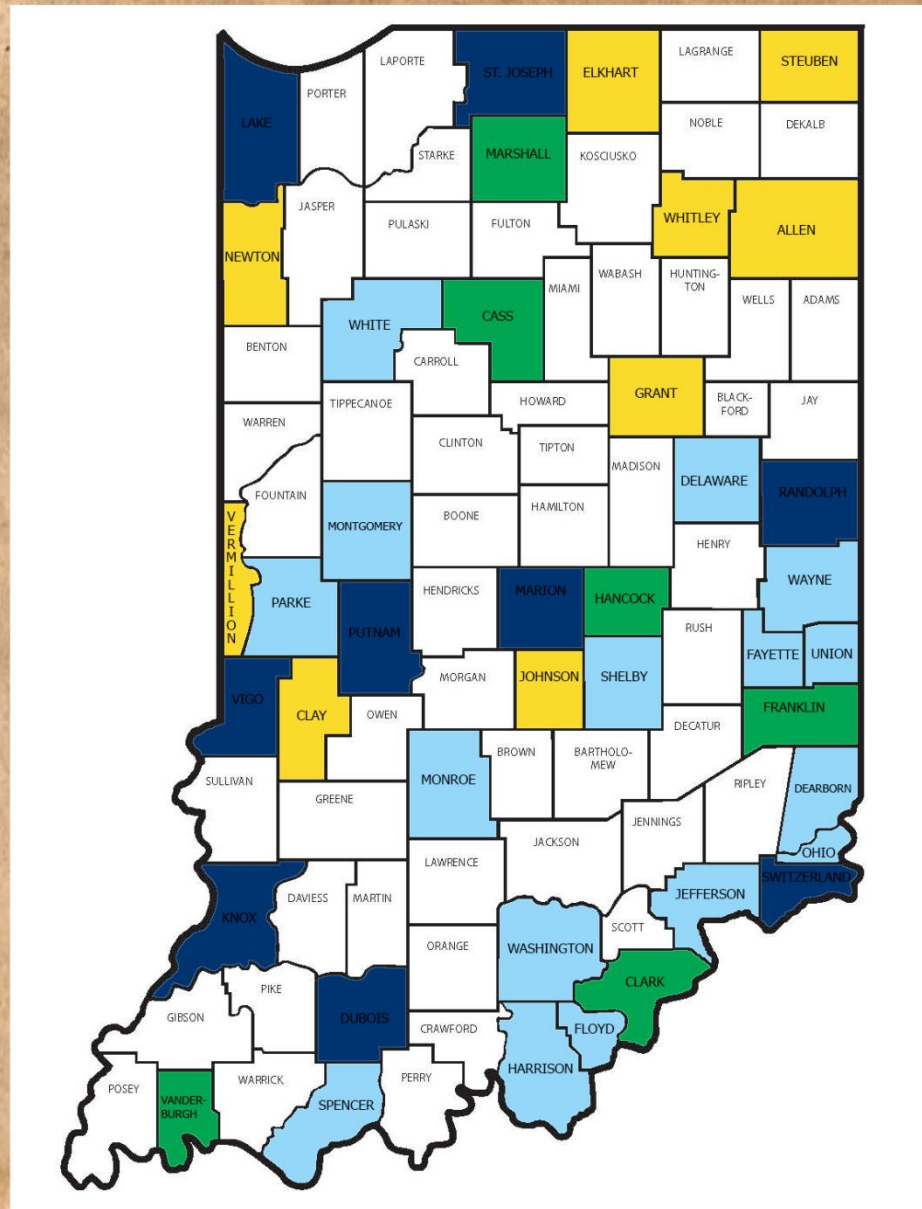 LAGRANGE
STEUBEN
LAPORTE
ST. JOSEPH
ELKHART
PORTER
LAKE
NOBLE
DEKALB
STARKE
MARSHALL
KOSCIUSKO
JASPER
WHITLEY
PULASKI
FULTON
ALLEN
NEWTON
WABASH
HUNTING-
TON
MIAMI
WELLS
ADAMS
WHITE
CASS
BENTON
CARROLL
GRANT
BLACK-
FORD
JAY
TIPPECANOE
HOWARD
WARREN
CLINTON
TIPTON
MADISON
DELAWARE
RANDOLPH
FOUNTAIN
HAMILTON
BOONE
MONTGOMERY
HENRY
VERMILLION
WAYNE
HENDRICKS
MARION
HANCOCK
PARKE
RUSH
PUTNAM
FAYETTE
UNION
MORGAN
JOHNSON
SHELBY
VIGO
FRANKLIN
CLAY
OWEN
DECATUR
BROWN
BARTHOLO-
MEW
SULLIVAN
MONROE
RIPLEY
DEARBORN
GREENE
JENNINGS
JACKSON
OHIO
LAWRENCE
SWITZERLAND
JEFFERSON
KNOX
DAVIESS
MARTIN
SCOTT
ORANGE
WASHINGTON
CLARK
PIKE
GIBSON
DUBOIS
CRAWFORD
FLOYD
HARRISON
POSEY
WARRICK
PERRY
VANDER-
BURGH
SPENCER